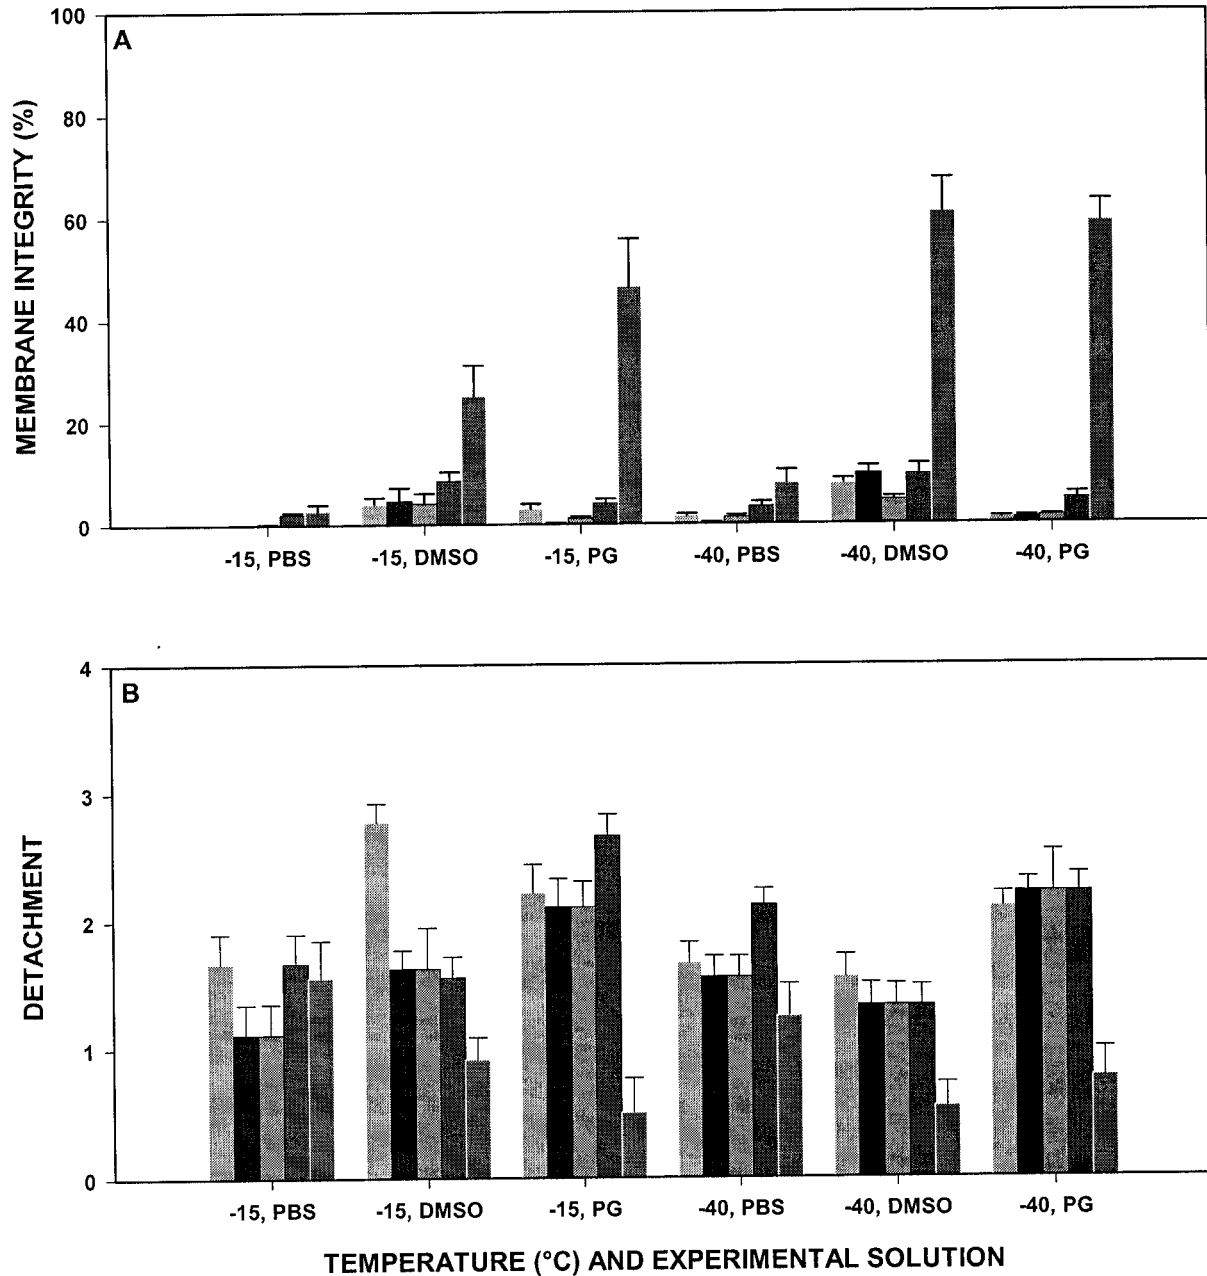 A
100
80
60
40
20
0
MEMBRANE INTEGRITY (%)
-15, PBS -15, DMSO -15, PG -40, PBS -40, DMSO -40, PG
B
4
3
2
1
0
DETACHMENT
-15, PBS -15, DMSO -15, PG -40, PBS -40, DMSO -40, PG
TEMPERATURE (°C) AND EXPERIMENTAL SOLUTION